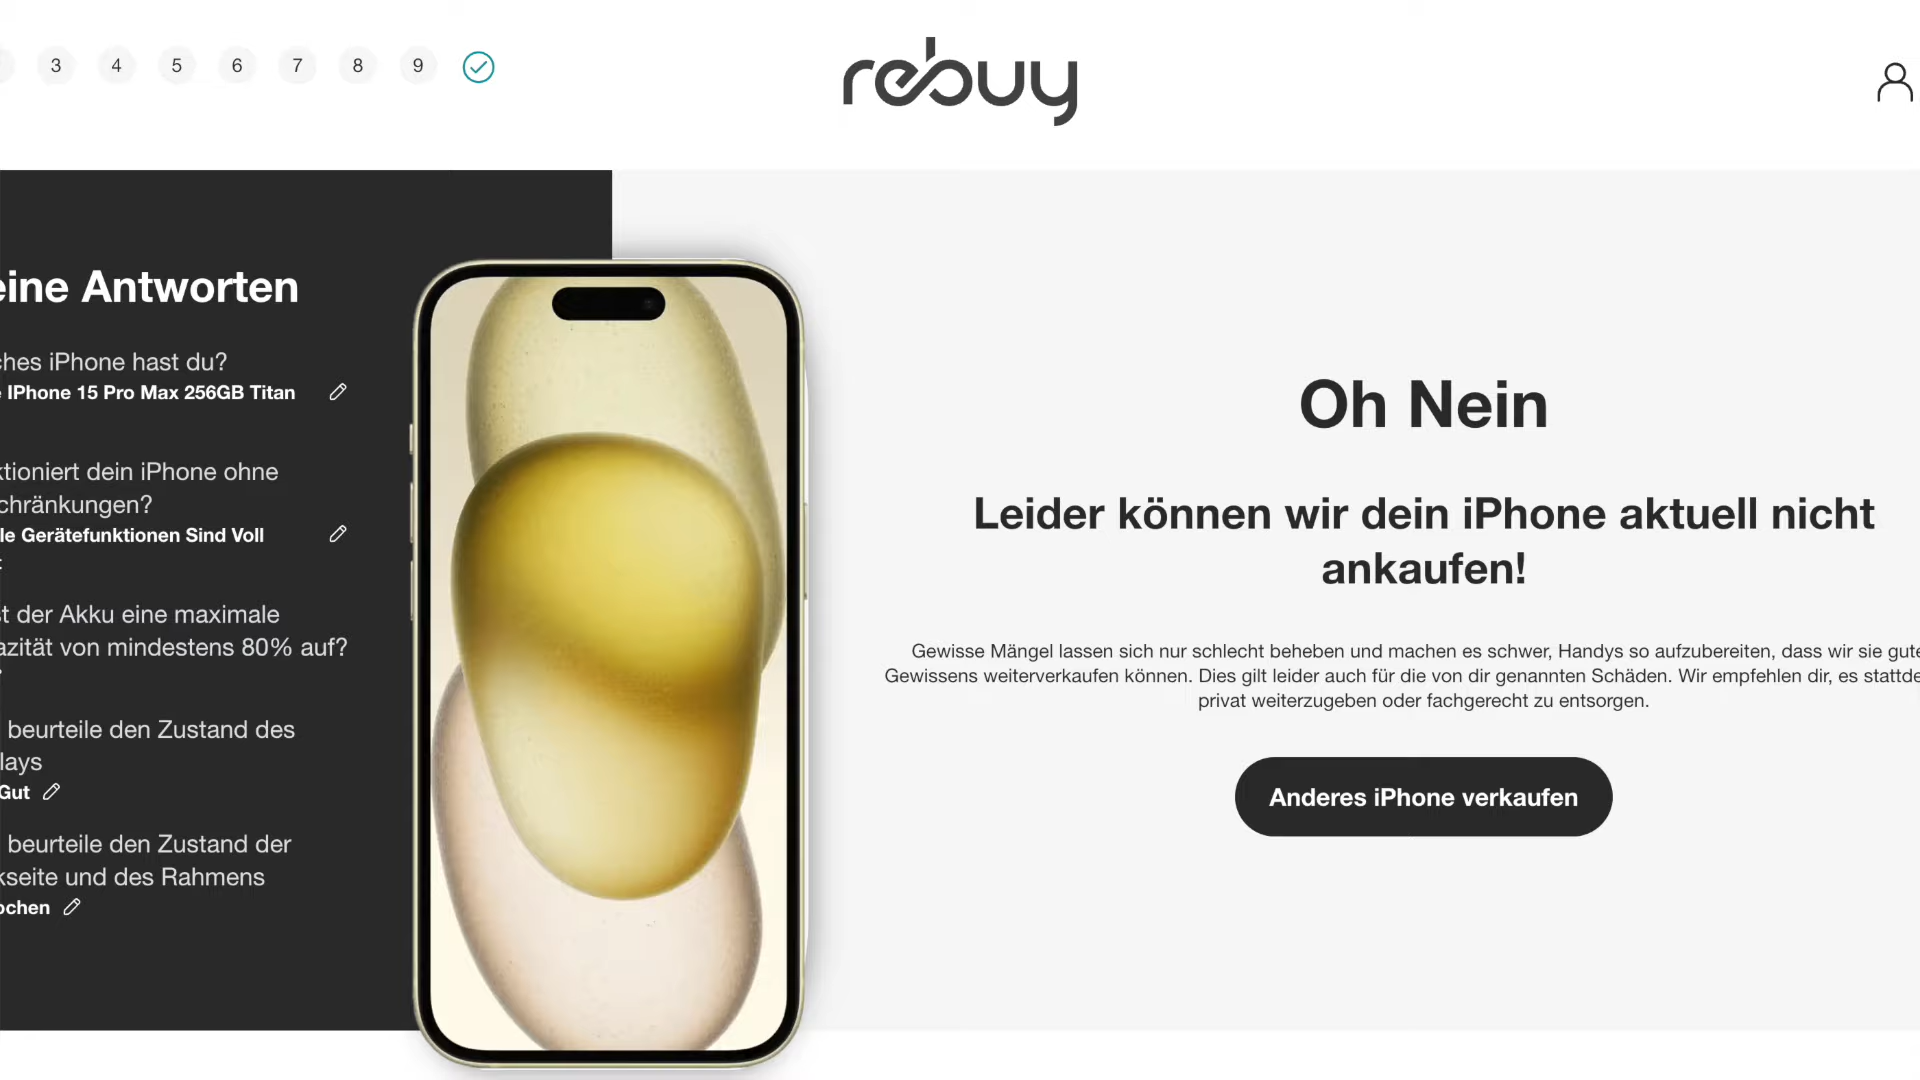 3 4 5 6 7 8 9
rebuy
eine Antworten
ches iPhone hast du?
IPhone 15 Pro Max 256GB Titan
ktioniert dein iPhone ohne
schränkungen?
le Gerätefunktionen Sind Voll
st der Akku eine maximale
azität von mindestens 80% auf?
beurteile den Zustand des
lays
Gut
beurteile den Zustand der
kseite und des Rahmens
ochen
Oh Nein
Leider können wir dein iPhone aktuell nicht
ankaufen!
Gewisse Mängel lassen sich nur schlecht beheben und machen es schwer, Handys so aufzubereiten, dass wir sie gute
Gewissens weiterverkaufen können. Dies gilt leider auch für die von dir genannten Schäden. Wir empfehlen dir, es stattde
privat weiterzugeben oder fachgerecht zu entsorgen.
Anderes iPhone verkaufen